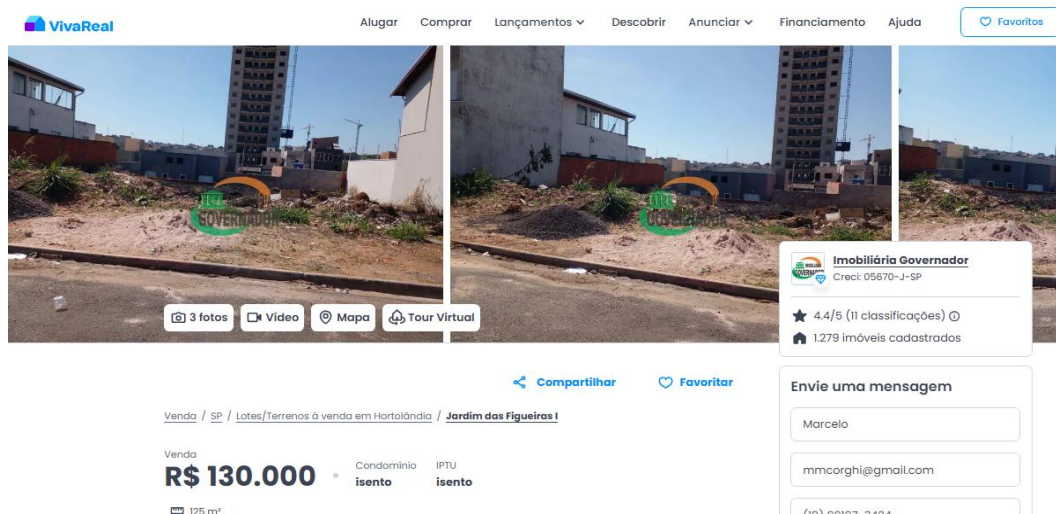 VivaReal
Alugar Comprar Lançamentos Descobrir Anunciar Financiamento Ajuda Favoritos
GOVERNADOR
GOVERNADOR
3 fotos Vídeo Mapa Tour Virtual
Imobiliária Governador
Creci: 05670-J-SP
4.4/5 (11 classificações)
1.279 imóveis cadastrados
Compartilhar Favoritar
Envie uma mensagem
Venda / SP / Lotes/Terrenos à venda em Hortolândia / Jardim das Figueiras I
Marcelo
Venda
R$ 130.000
Condomínio IPTU
isento isento
mmcorghi@gmail.com
125 m²